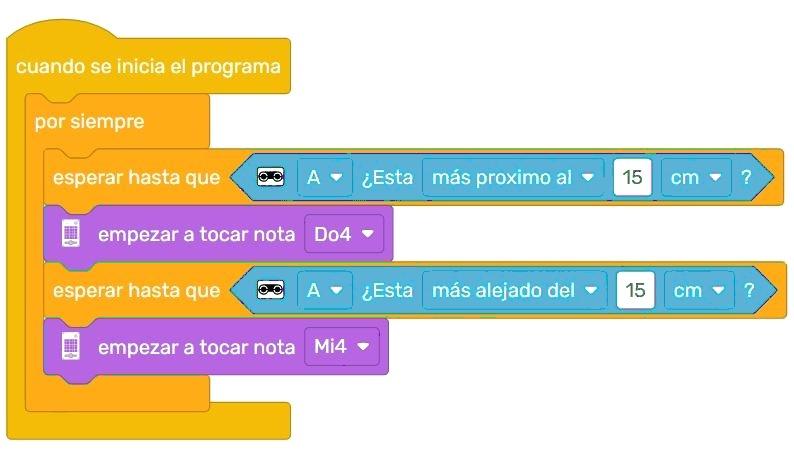 cuando se inicia el programa
por siempre
esperar hasta que A ¿Esta más proximo al 15 cm ?
empezar a tocar nota Do4
esperar hasta que A ¿Esta más alejado del 15 cm ?
empezar a tocar nota Mi4